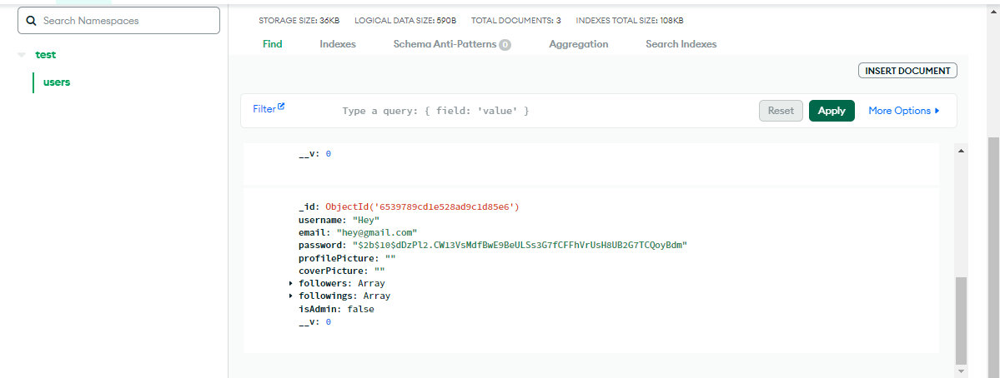 Search Namespaces
test
users
STORAGE SIZE: 36KB LOGICAL DATA SIZE: 590B TOTAL DOCUMENTS: 3 INDEXES TOTAL SIZE: 108KB
Find Indexes Schema Anti-Patterns 0 Aggregation Search Indexes
INSERT DOCUMENT
Filter Type a query: { field: 'value' } Reset Apply More Options
__v: 0
_id: ObjectId('6539789cd1e528ad9c1d85e6')
username: "Hey"
email: "hey@gmail.com"
password: "$2b$10$dDzPl2.CW13VsMdfBwE9BeULSs3G7fCFFhVrUsH8UB2G7TCQoyBdm"
profilePicture: ""
coverPicture: ""
followers: Array
followings: Array
isAdmin: false
__v: 0